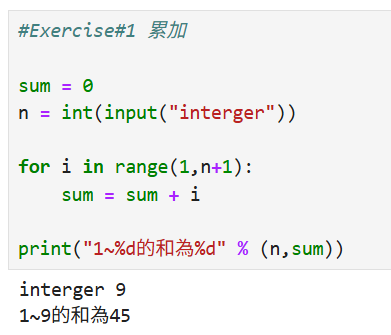 #Exercise#1 累加
sum = 0
n = int(input("interger"))
for i in range(1,n+1):
    sum = sum + i
print("1~%d的和為%d" % (n,sum))
interger 9
1~9的和為45